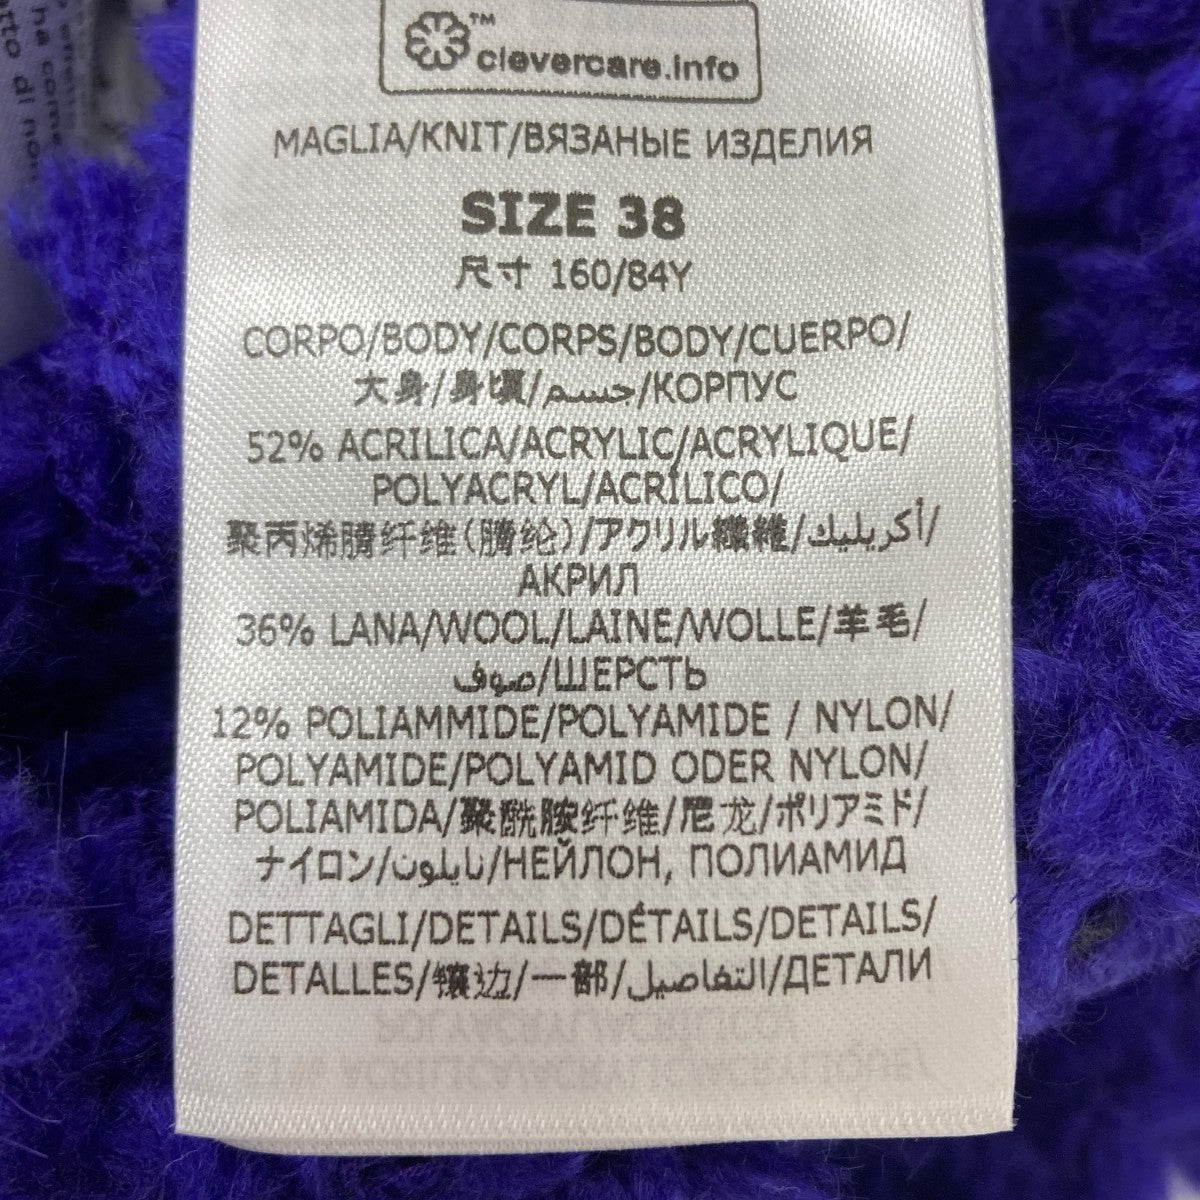 ™
clevercare.info
MAGLIA/KNIT/ВЯЗАНЫЕ ИЗДЕЛИЯ
SIZE 38
尺寸 160/84Y
CORPO/BODY/CORPS/BODY/CUERPO/
大身/身頃/جسم/КОРПУС
52% ACRILICA/ACRYLIC/ACRYLIQUE/
POLYACRYL/ACRÍLICO/
聚丙烯腈纤维(腈纶)/アクリル繊維/أكريليك/
АКРИЛ
36% LANA/WOOL/LAINE/WOLLE/羊毛/
صوف/ШЕРСТЬ
12% POLIAMMIDE/POLYAMIDE / NYLON/
POLYAMIDE/POLYAMID ODER NYLON/
POLIAMIDA/聚酰胺纤维/尼龙/ポリアミド/
ナイロン/نايلون/НЕЙЛОН, ПОЛИАМИД
DETTAGLI/DETAILS/DÉTAILS/DETAILS/
DETALLES/镶边/一部/التفاصيل/ДЕТАЛИ